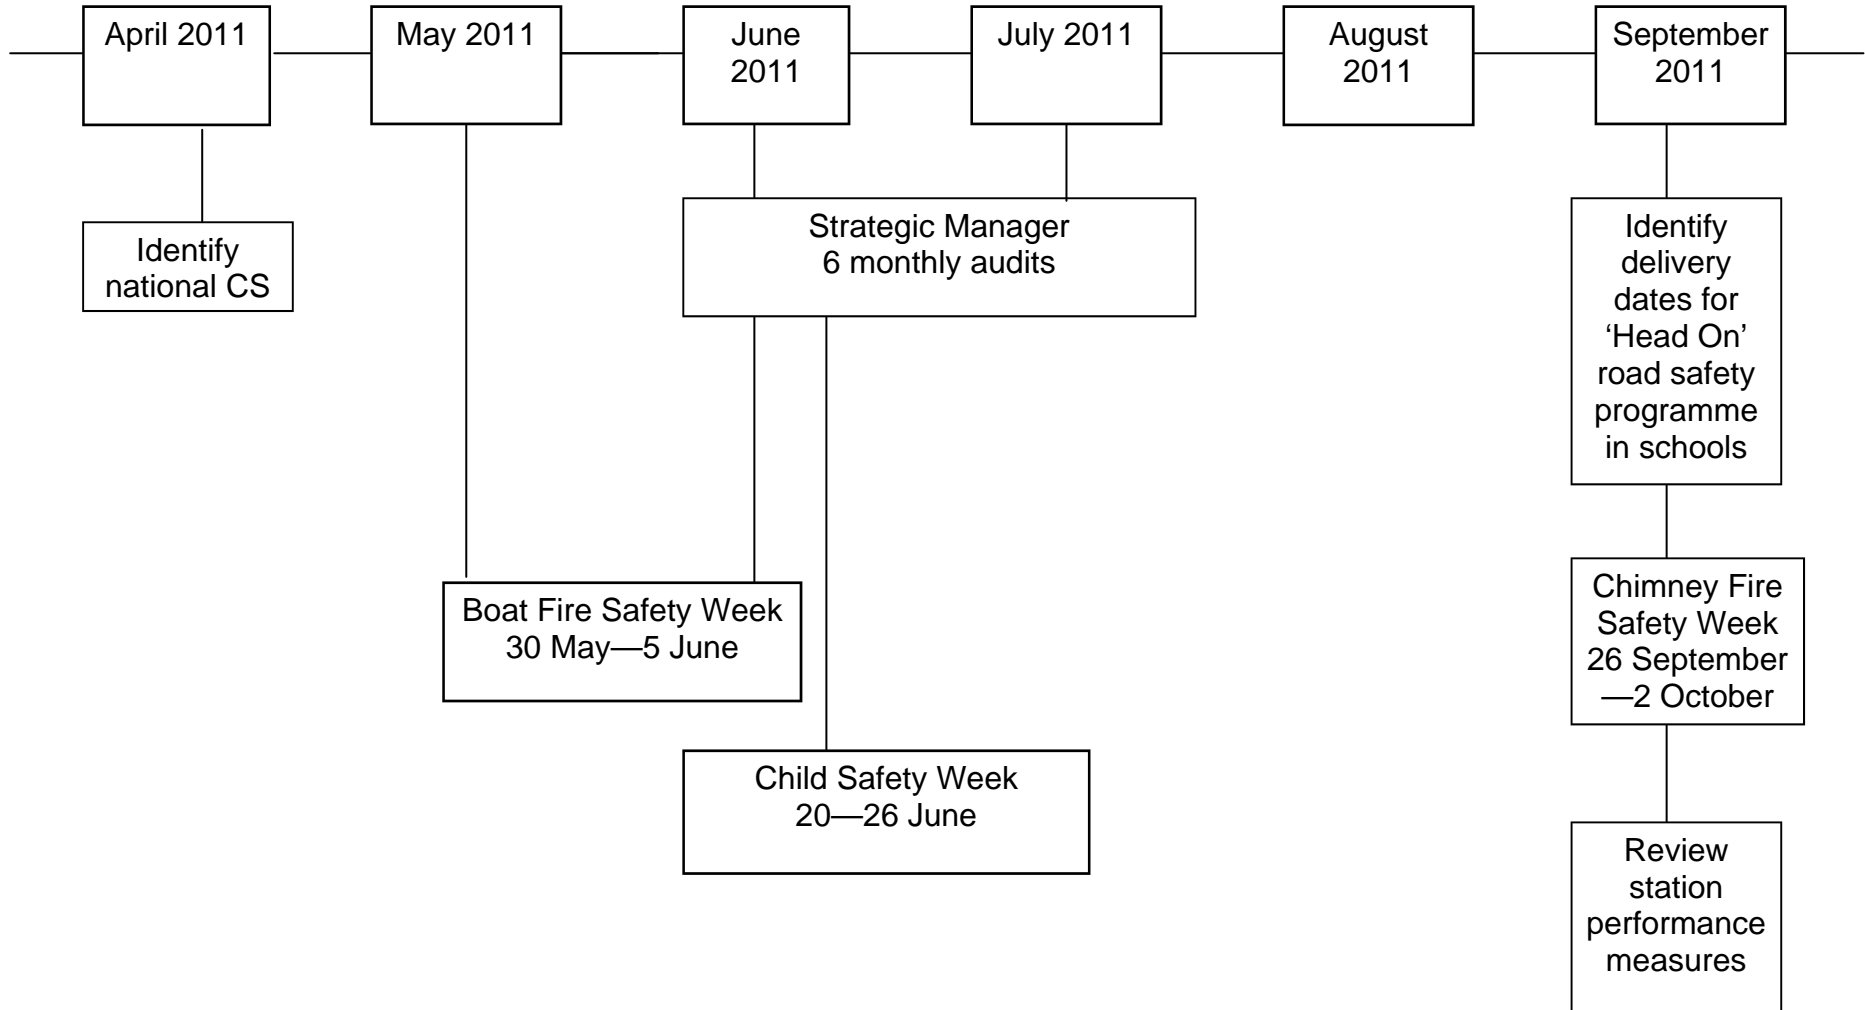 April 2011
May 2011
June
2011
July 2011
August
2011
September
2011
Identify
national CS
Strategic Manager
6 monthly audits
Identify
delivery
dates for
‘Head On’
road safety
programme
in schools
Boat Fire Safety Week
30 May—5 June
Chimney Fire
Safety Week
26 September
—2 October
Child Safety Week
20—26 June
Review
station
performance
measures